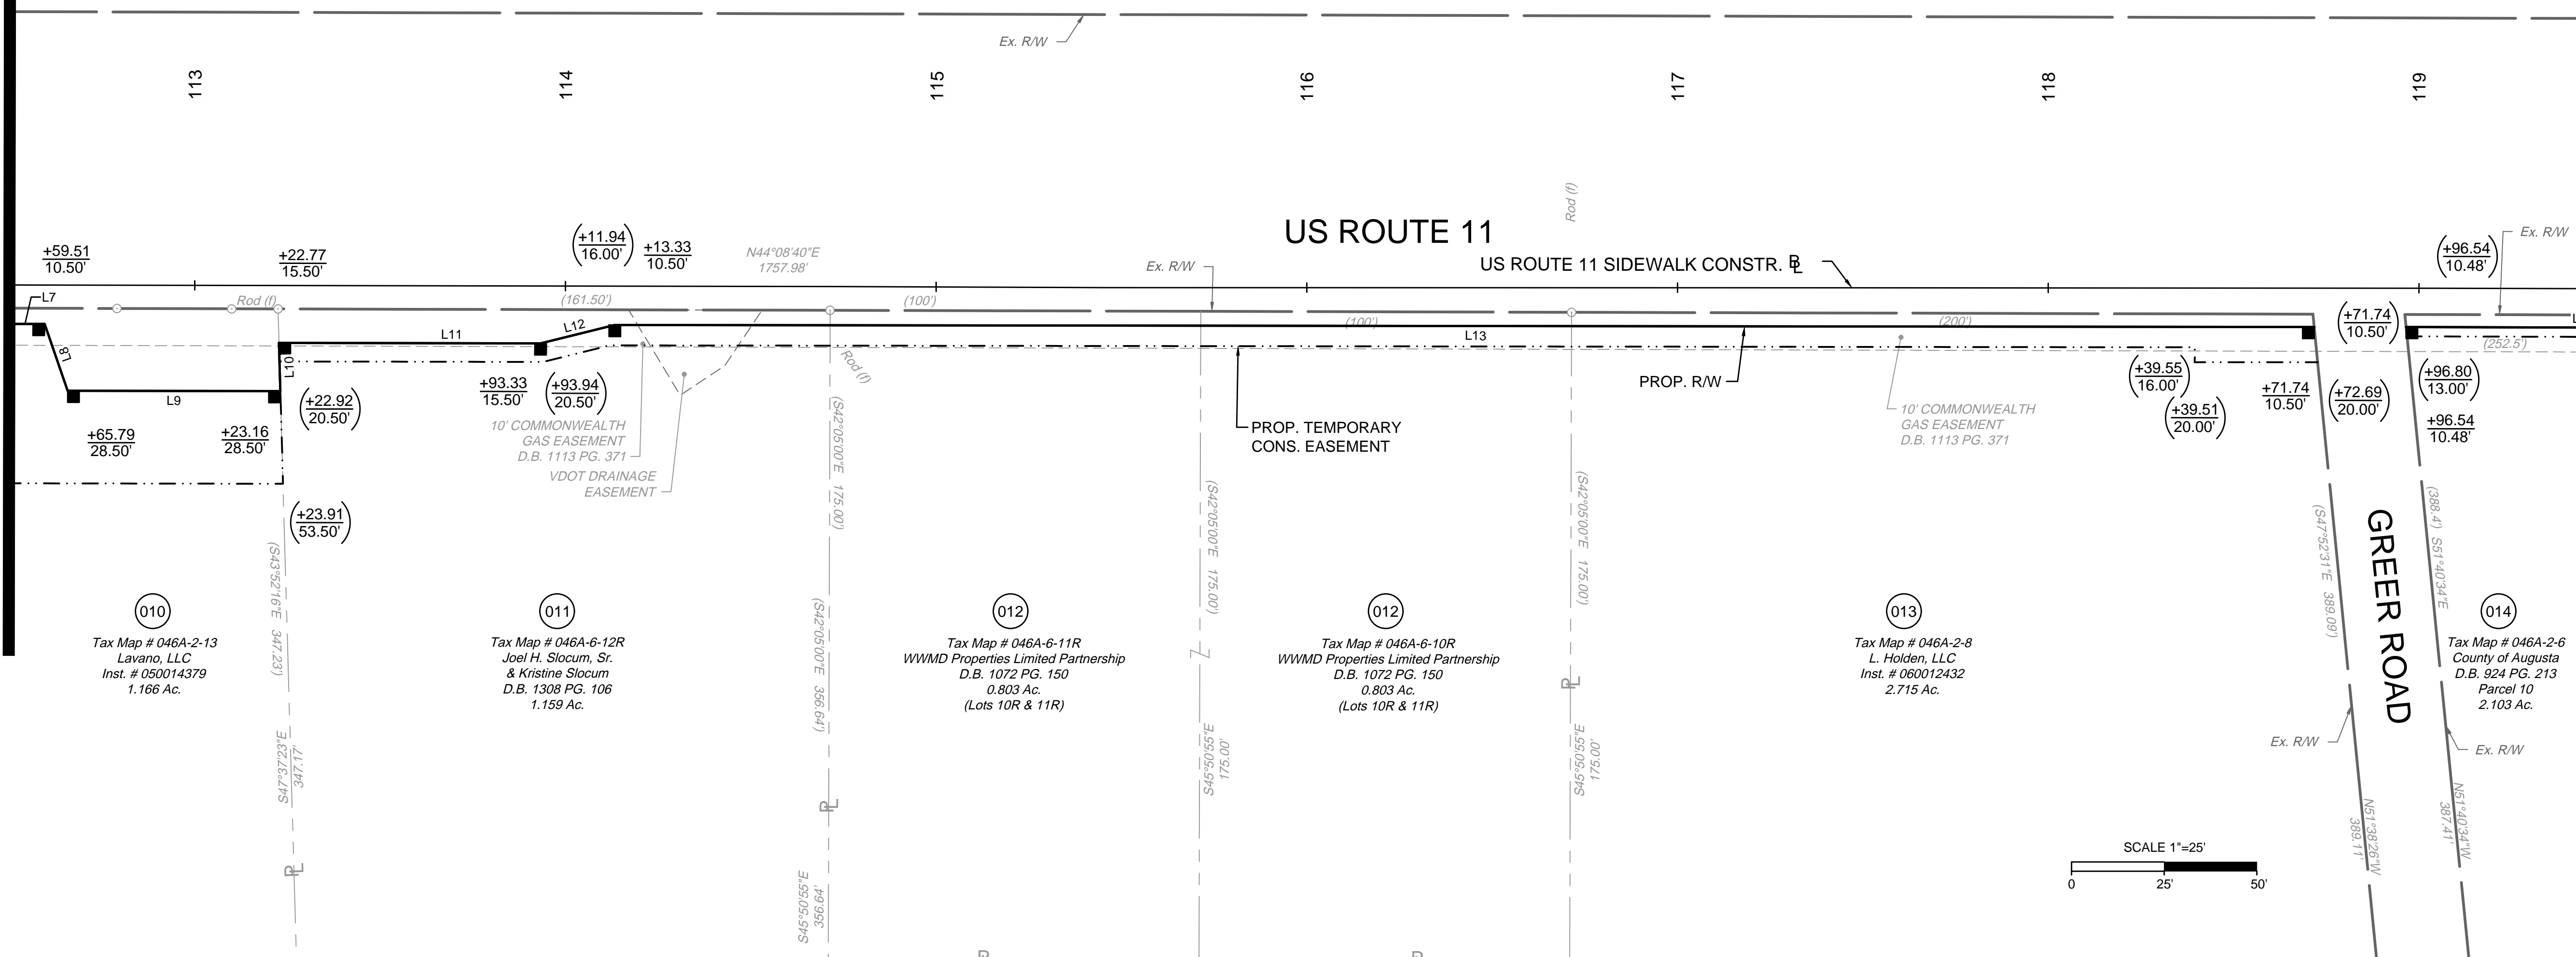 Ex. R/W
113
114
115
116
117
118
119
US ROUTE 11
US ROUTE 11 SIDEWALK CONSTR. BL
Rod (f)
Ex. R/W
Ex. R/W
+59.51
10.50'
+22.77
15.50'
(+11.94
16.00')
+13.33
10.50'
N44°08'40"E
1757.98'
(+96.54
10.48')
L7
Rod (f)
(161.50')
(100')
(100')
(200')
(252.5')
L8
L9
L10
L11
L12
L13
L
Rod (f)
(+71.74
10.50')
PROP. R/W
PROP. TEMPORARY
CONS. EASEMENT
+65.79
28.50'
+23.16
28.50'
(+22.92
20.50')
+93.33
15.50'
(+93.94
20.50')
(+23.91
53.50')
10' COMMONWEALTH
GAS EASEMENT
D.B. 1113 PG. 371
VDOT DRAINAGE
EASEMENT
10' COMMONWEALTH
GAS EASEMENT
D.B. 1113 PG. 371
(+39.55
16.00')
(+39.51
20.00')
+71.74
10.50'
(+72.69
20.00')
(+96.80
13.00')
+96.54
10.48'
(S43°52'16"E 347.23')
S47°37'23"E
347.17'
PL
(S42°05'00"E 175.00')
(S42°05'00"E 356.64')
PL
S45°50'55"E
356.64'
(S42°05'00"E 175.00')
S45°50'55"E
175.00'
(S42°05'00"E 175.00')
PL
S45°50'55"E
175.00'
(S47°52'31"E 389.09')
(388.4') S51°40'34"E
GREER ROAD
Ex. R/W
Ex. R/W
N51°38'26"W
389.11'
N51°40'34"W
387.41'
010
Tax Map # 046A-2-13
Lavano, LLC
Inst. # 050014379
1.166 Ac.
011
Tax Map # 046A-6-12R
Joel H. Slocum, Sr.
& Kristine Slocum
D.B. 1308 PG. 106
1.159 Ac.
012
Tax Map # 046A-6-11R
WWMD Properties Limited Partnership
D.B. 1072 PG. 150
0.803 Ac.
(Lots 10R & 11R)
012
Tax Map # 046A-6-10R
WWMD Properties Limited Partnership
D.B. 1072 PG. 150
0.803 Ac.
(Lots 10R & 11R)
013
Tax Map # 046A-2-8
L. Holden, LLC
Inst. # 060012432
2.715 Ac.
014
Tax Map # 046A-2-6
County of Augusta
D.B. 924 PG. 213
Parcel 10
2.103 Ac.
SCALE 1"=25'
0 25' 50'